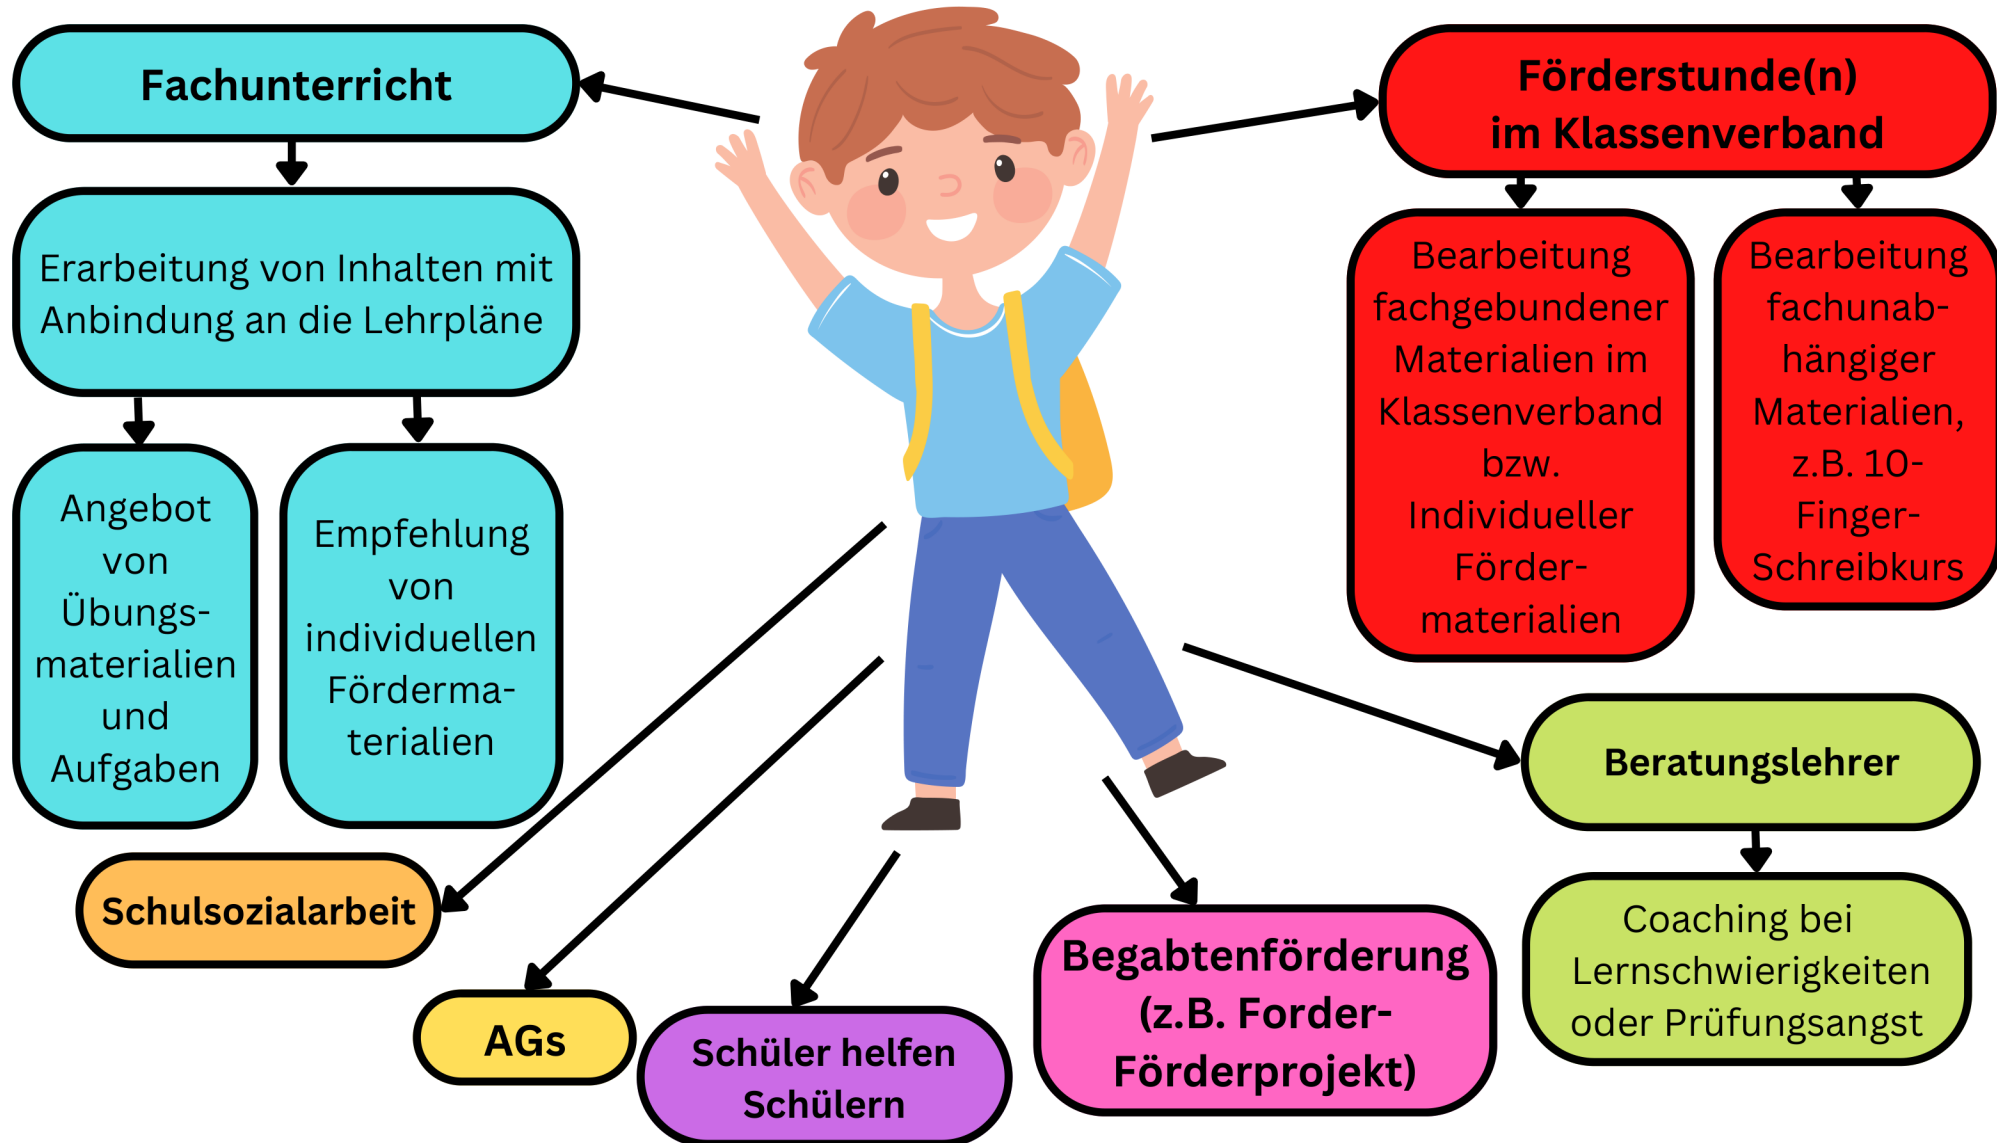 Fachunterricht
Erarbeitung von Inhalten mit
Anbindung an die Lehrpläne
Angebot
von
Übungs-
materialien
und
Aufgaben
Empfehlung
von
individuellen
Förderma-
terialien
Förderstunde(n)
im Klassenverband
Bearbeitung
fachgebundener
Materialien im
Klassenverband
bzw.
Individueller
Förder-
materialien
Bearbeitung
fachunab-
hängiger
Materialien,
z.B. 10-
Finger-
Schreibkurs
Schulsozialarbeit
AGs
Schüler helfen
Schülern
Begabtenförderung
(z.B. Forder-
Förderprojekt)
Beratungslehrer
Coaching bei
Lernschwierigkeiten
oder Prüfungsangst